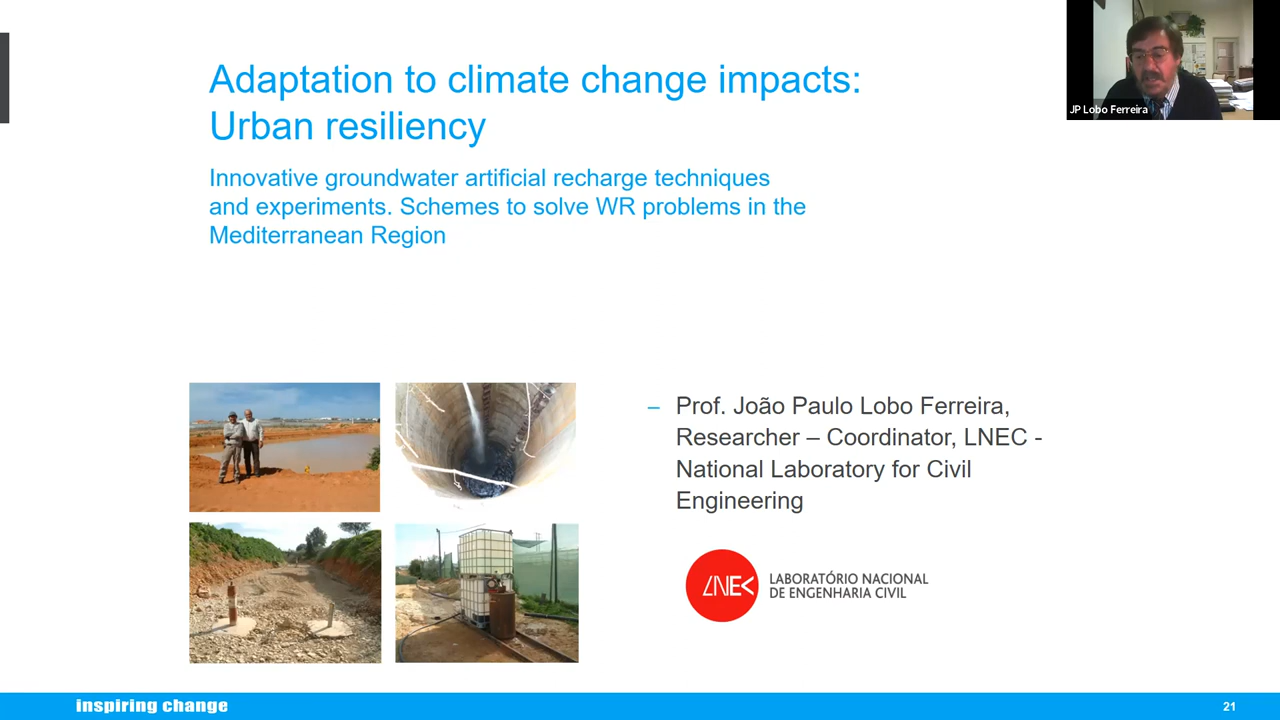 Adaptation to climate change impacts:
Urban resiliency
Innovative groundwater artificial recharge techniques
and experiments. Schemes to solve WR problems in the
Mediterranean Region
JP Lobo Ferreira
– Prof. João Paulo Lobo Ferreira,
Researcher – Coordinator, LNEC -
National Laboratory for Civil
Engineering
LNEC
LABORATÓRIO NACIONAL
DE ENGENHARIA CIVIL
inspiring change
21